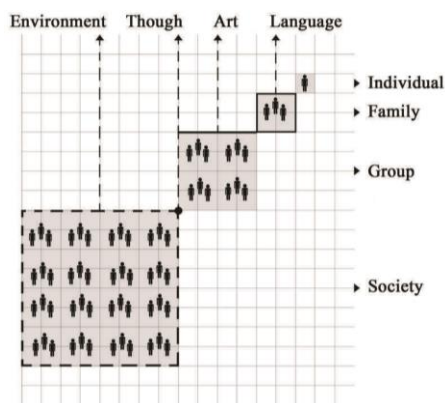 Environment Though Art Language
Individual
Family
Group
Society